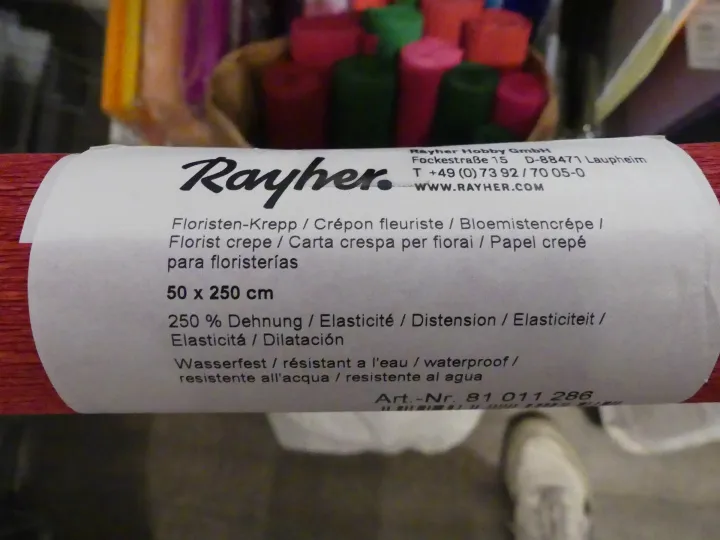 Rayher.
Rayher Hobby GmbH
Fockestraße 15 D-88471 Laupheim
T +49 (0) 73 92 / 70 05-0
WWW.RAYHER.COM
Floristen-Krepp / Crépon fleuriste / Bloemistencrêpe /
Florist crepe / Carta crespa per fiorai / Papel crepé
para floristerías
50 x 250 cm
250 % Dehnung / Elasticité / Distension / Elasticiteit /
Elasticitá / Dilatación
Wasserfest / résistant a l'eau / waterproof /
resistente all'acqua / resistente al agua
Art.-Nr. 81 011 286